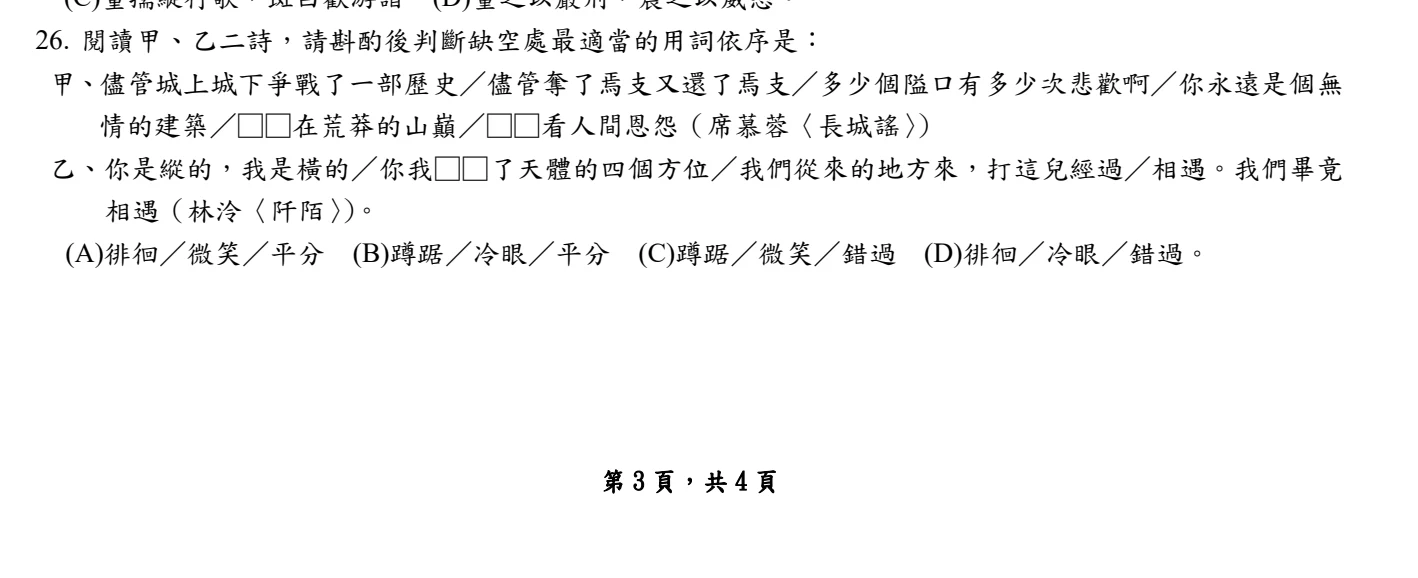 26. 閱讀甲、乙二詩，請斟酌後判斷缺空處最適當的用詞依序是：
甲、儘管城上城下爭戰了一部歷史／儘管奪了焉支又還了焉支／多少個隘口有多少次悲歡啊／你永遠是個無
情的建築／□□在荒莽的山巔／□□看人間恩怨（席慕蓉〈長城謠〉）
乙、你是縱的，我是橫的／你我□□了天體的四個方位／我們從來的地方來，打這兒經過／相遇。我們畢竟
相遇（林泠〈阡陌〉）。
(A)徘徊／微笑／平分 (B)蹲踞／冷眼／平分 (C)蹲踞／微笑／錯過 (D)徘徊／冷眼／錯過。
第 3 頁，共 4 頁